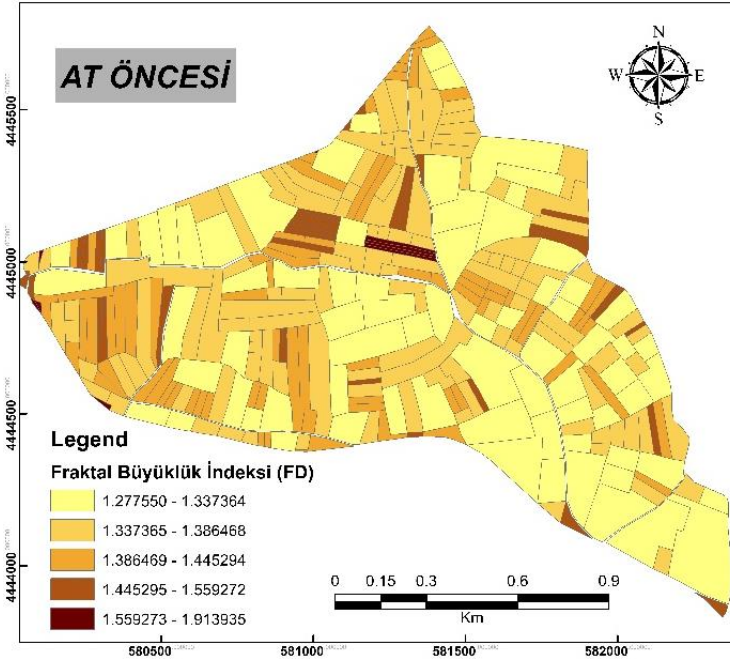 AT ÖNCESİ
N
W E
S
4445500
4445000
4444500
4444000
Legend
Fraktal Büyüklük İndeksi (FD)
1.277550 - 1.337364
1.337365 - 1.386468
1.386469 - 1.445294
1.445295 - 1.559272
1.559273 - 1.913935
0 0.15 0.3 0.6 0.9
Km
580500 581000 581500 582000